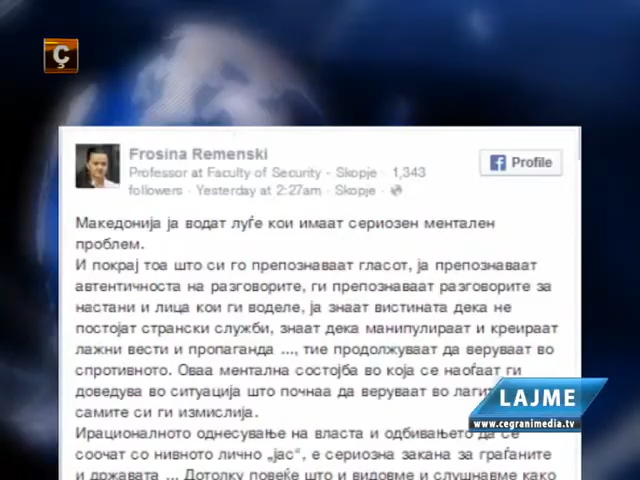 Ç
Frosina Remenski
Professor at Faculty of Security - Skopje · 1,343
followers · Yesterday at 2:27am · Skopje ·
Profile
Македонија ја водат луѓе кои имаат сериозен ментален
проблем.
И покрај тоа што си го препознаваат гласот, ја препознаваат
автентичноста на разговорите, ги препознаваат разговорите за
настани и лица кои ги воделе, ја знаат вистината дека не
постојат странски служби, знаат дека манипулираат и креираат
лажни вести и пропаганда ..., тие продолжуваат да веруваат во
спротивното. Оваа ментална состојба во која се наоѓаат ги
доведува во ситуација што почнаа да веруваат во
самите си ги измислија.
Ирационалното однесување на власта и одбивањето да се
соочат со нивното лично „јас“, е сериозна закана за граѓаните
и државата ... Дотолку повеќе што и видовме и слушнавме како
LAJME
www.cegranimedia.tv